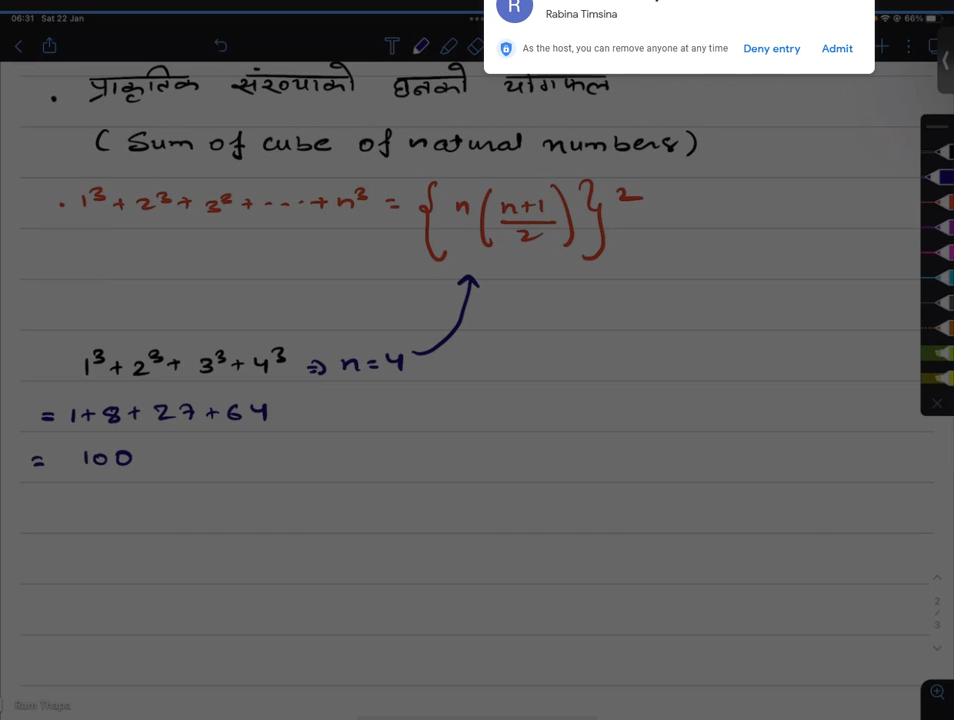 06:31 Sat 22 Jan
66%
R
Rabina Timsina
As the host, you can remove anyone at any time
Deny entry
Admit
T
. प्राकृतिक संख्याको घनको योगफल
( Sum of cube of natural numbers )
. 1³ + 2³ + 3³ + ---- + n³ = { n ( n+1 / 2 ) }²
1³ + 2³ + 3³ + 4³ ⇒ n = 4
= 1 + 8 + 27 + 64
= 100
2
/
3
Ram Thapa